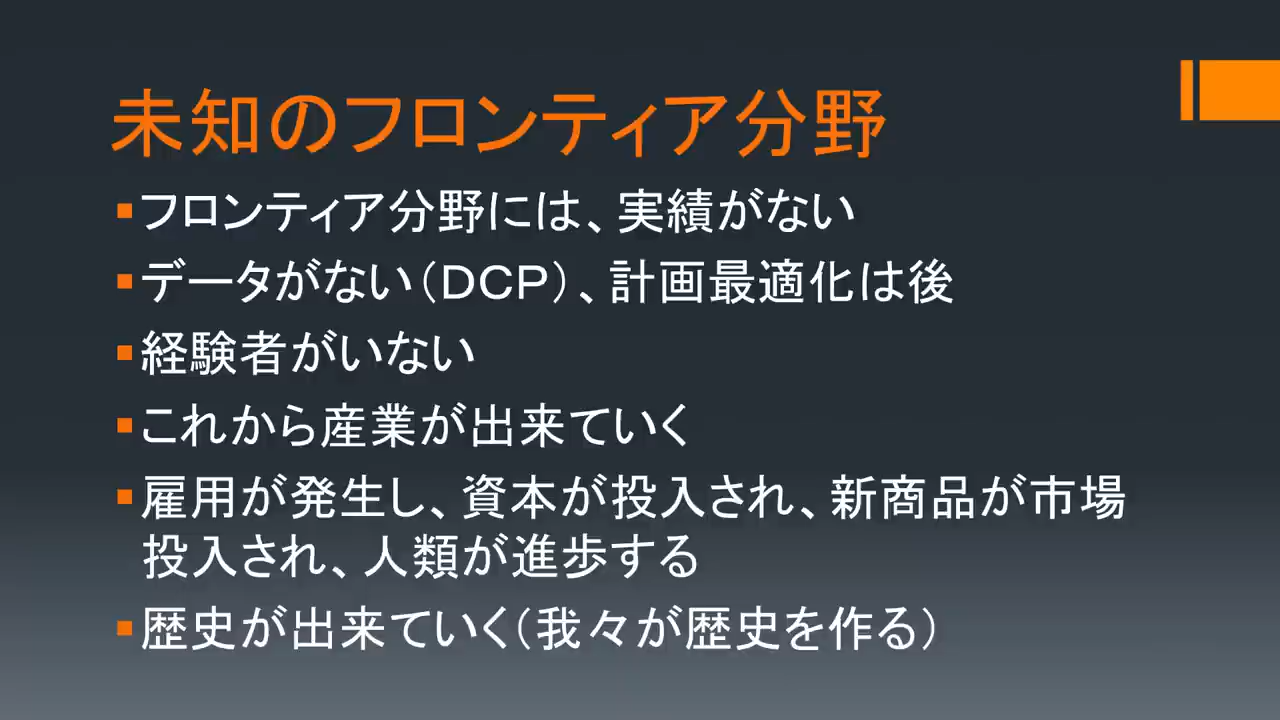 未知のフロンティア分野
フロンティア分野には、実績がない
データがない（DCP）、計画最適化は後
経験者がいない
これから産業が出来ていく
雇用が発生し、資本が投入され、新商品が市場
投入され、人類が進歩する
歴史が出来ていく（我々が歴史を作る）